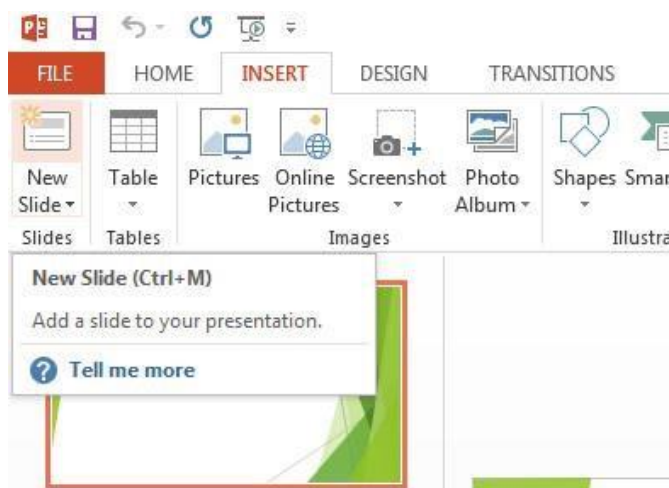 FILE HOME INSERT DESIGN TRANSITIONS
New Table Pictures Online Screenshot Photo Shapes
Slide Pictures Album
Slides Tables Images
New Slide (Ctrl+M)
Add a slide to your presentation.
Tell me more